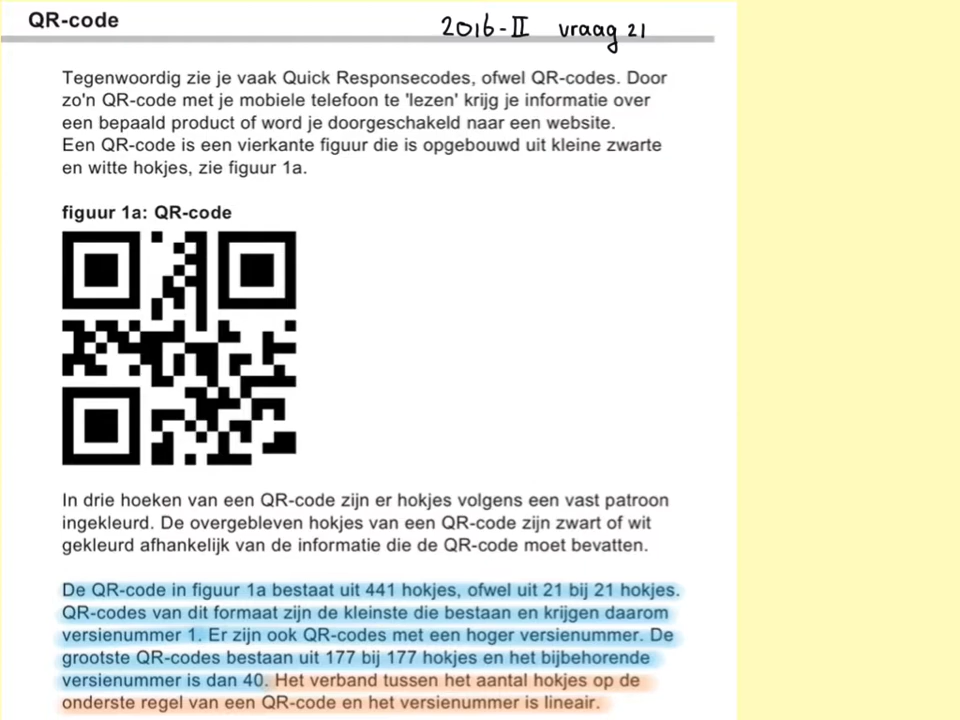 QR-code
2016-II vraag 21
Tegenwoordig zie je vaak Quick Responsecodes, ofwel QR-codes. Door
zo'n QR-code met je mobiele telefoon te 'lezen' krijg je informatie over
een bepaald product of word je doorgeschakeld naar een website.
Een QR-code is een vierkante figuur die is opgebouwd uit kleine zwarte
en witte hokjes, zie figuur 1a.
figuur 1a: QR-code
In drie hoeken van een QR-code zijn er hokjes volgens een vast patroon
ingekleurd. De overgebleven hokjes van een QR-code zijn zwart of wit
gekleurd afhankelijk van de informatie die de QR-code moet bevatten.
De QR-code in figuur 1a bestaat uit 441 hokjes, ofwel uit 21 bij 21 hokjes.
QR-codes van dit formaat zijn de kleinste die bestaan en krijgen daarom
versienummer 1. Er zijn ook QR-codes met een hoger versienummer. De
grootste QR-codes bestaan uit 177 bij 177 hokjes en het bijbehorende
versienummer is dan 40. Het verband tussen het aantal hokjes op de
onderste regel van een QR-code en het versienummer is lineair.